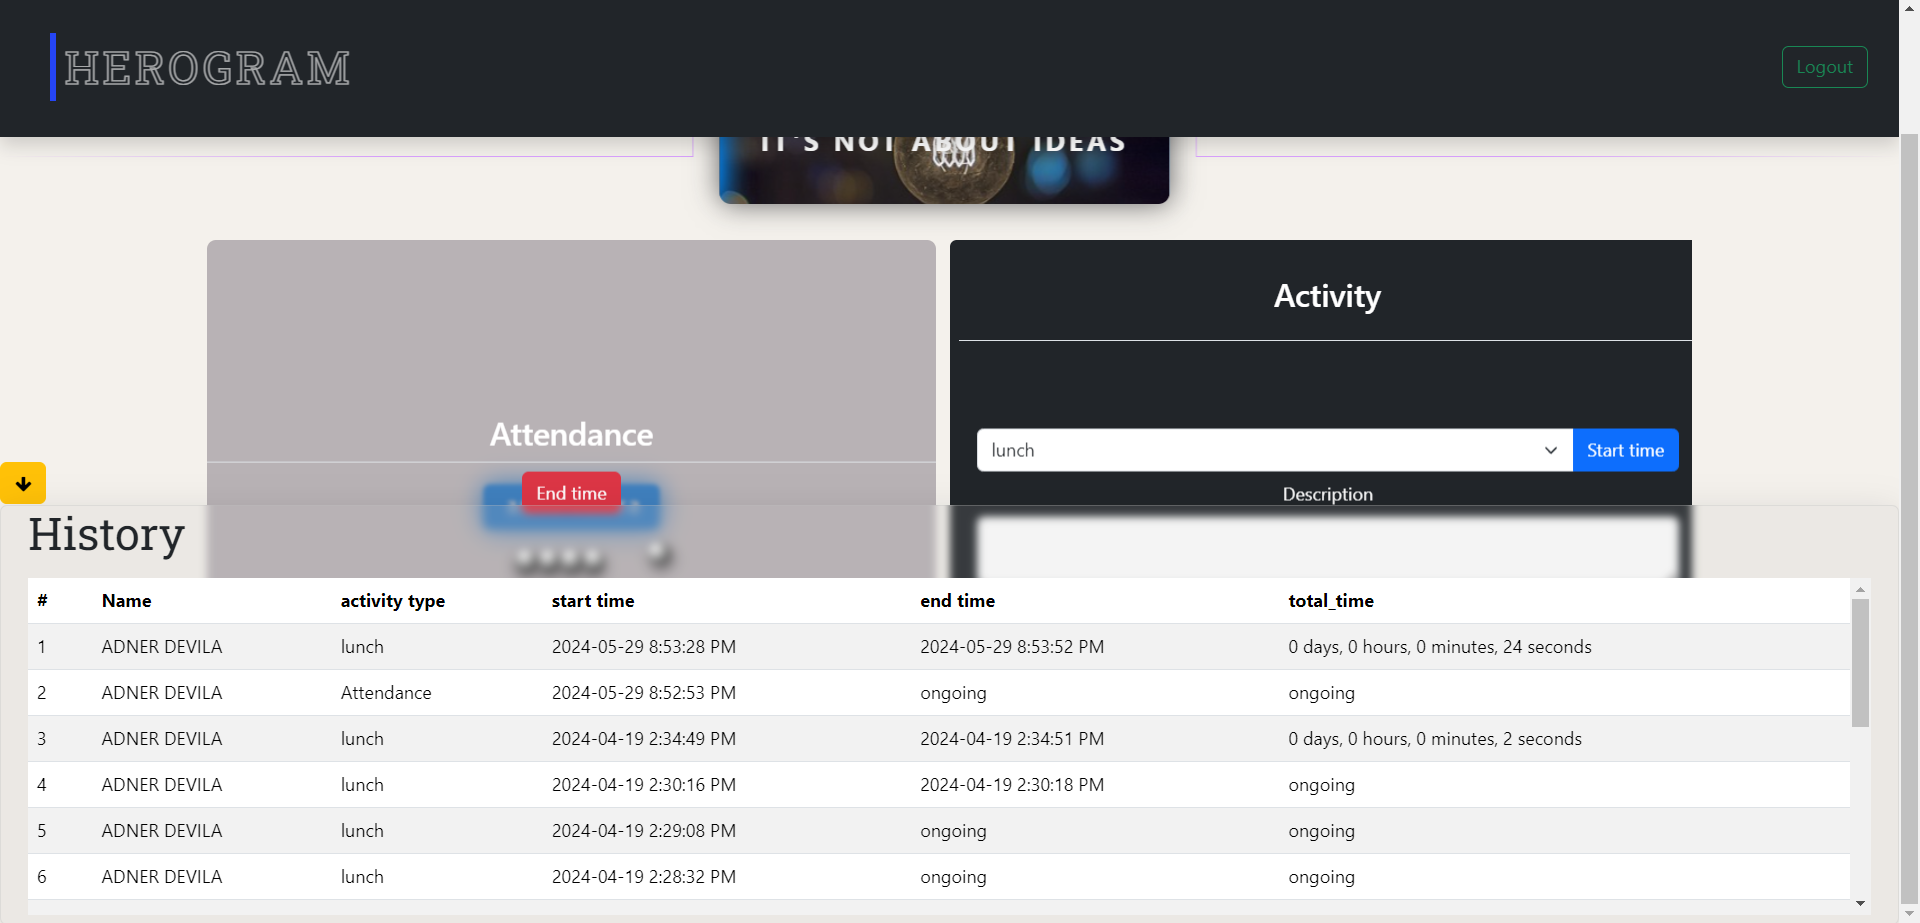 HEROGRAM
Logout
IT'S NOT ABOUT IDEAS
Attendance
End time
Activity
lunch
Start time
Description
History
# Name activity type start time end time total_time
1 ADNER DEVILA lunch 2024-05-29 8:53:28 PM 2024-05-29 8:53:52 PM 0 days, 0 hours, 0 minutes, 24 seconds
2 ADNER DEVILA Attendance 2024-05-29 8:52:53 PM ongoing ongoing
3 ADNER DEVILA lunch 2024-04-19 2:34:49 PM 2024-04-19 2:34:51 PM 0 days, 0 hours, 0 minutes, 2 seconds
4 ADNER DEVILA lunch 2024-04-19 2:30:16 PM 2024-04-19 2:30:18 PM ongoing
5 ADNER DEVILA lunch 2024-04-19 2:29:08 PM ongoing ongoing
6 ADNER DEVILA lunch 2024-04-19 2:28:32 PM ongoing ongoing